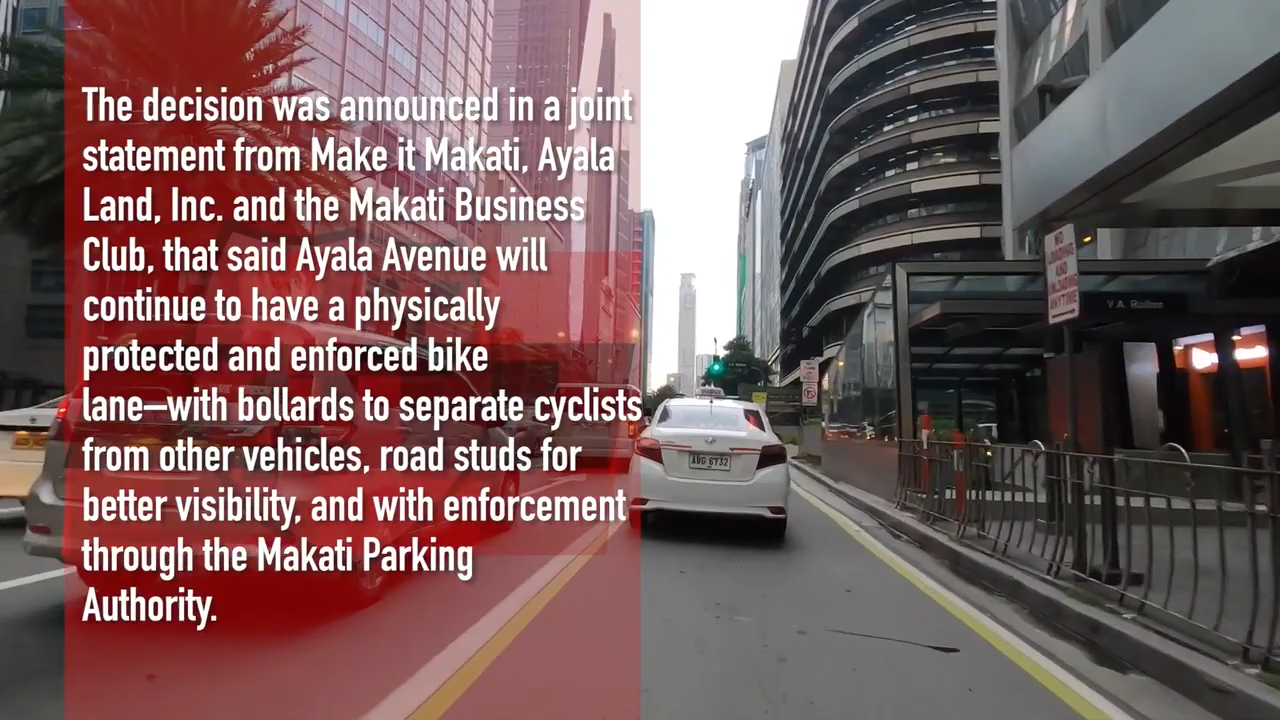 The decision was announced in a joint
statement from Make it Makati, Ayala
Land, Inc. and the Makati Business
Club, that said Ayala Avenue will
continue to have a physically
protected and enforced bike
lane—with bollards to separate cyclists
from other vehicles, road studs for
better visibility, and with enforcement
through the Makati Parking
Authority.
NO
LOADING
AND
UNLOADING
ANYTIME
V.A. Rufino
ABG 6732